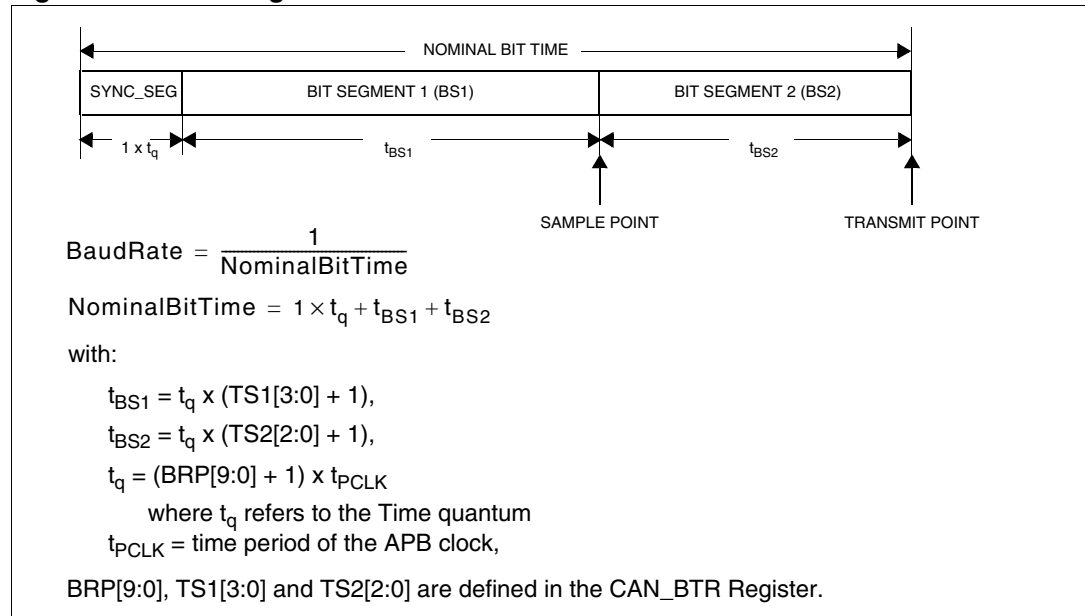 NOMINAL BIT TIME
SYNC_SEG BIT SEGMENT 1 (BS1) BIT SEGMENT 2 (BS2)
1 x tq tBS1 tBS2
SAMPLE POINT TRANSMIT POINT
BaudRate = 1 / NominalBitTime
NominalBitTime = 1 × tq + tBS1 + tBS2
with:
tBS1 = tq x (TS1[3:0] + 1),
tBS2 = tq x (TS2[2:0] + 1),
tq = (BRP[9:0] + 1) x tPCLK
where tq refers to the Time quantum
tPCLK = time period of the APB clock,
BRP[9:0], TS1[3:0] and TS2[2:0] are defined in the CAN_BTR Register.